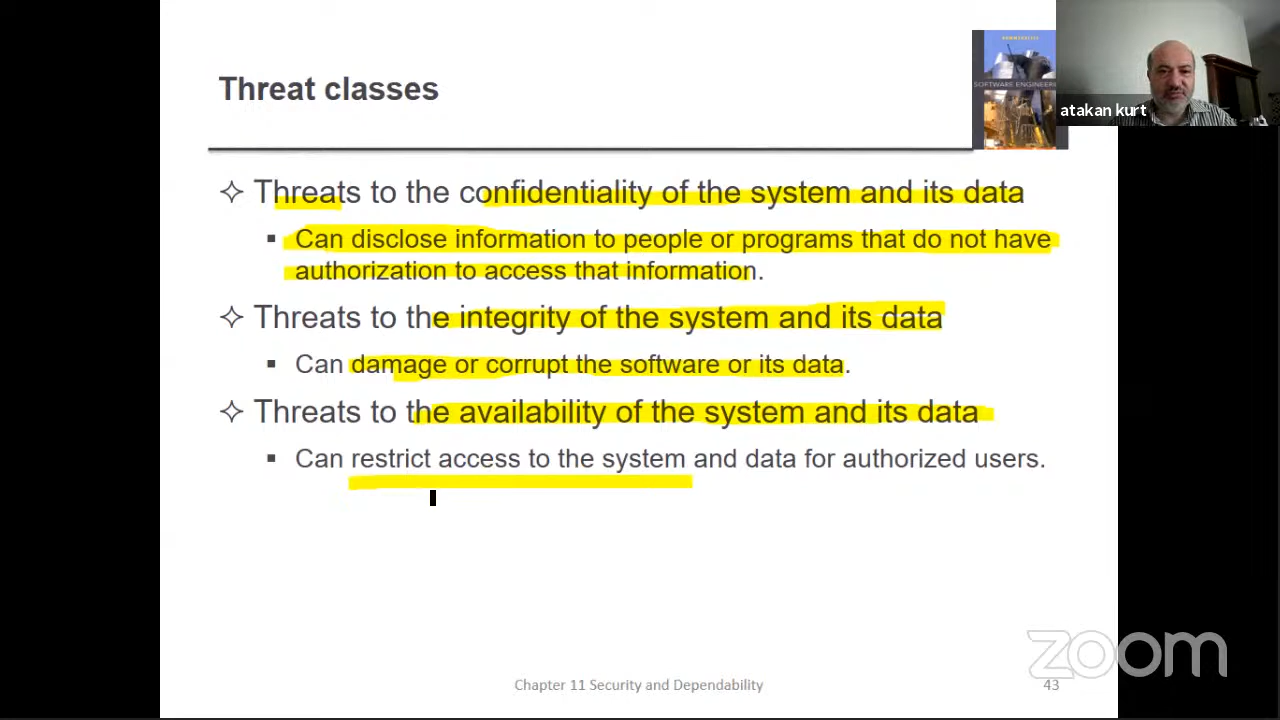 Threat classes
SOFTWARE ENGINEERING
atakan kurt
✧ Threats to the confidentiality of the system and its data
▪ Can disclose information to people or programs that do not have
authorization to access that information.
✧ Threats to the integrity of the system and its data
▪ Can damage or corrupt the software or its data.
✧ Threats to the availability of the system and its data
▪ Can restrict access to the system and data for authorized users.
zoom
Chapter 11 Security and Dependability
43